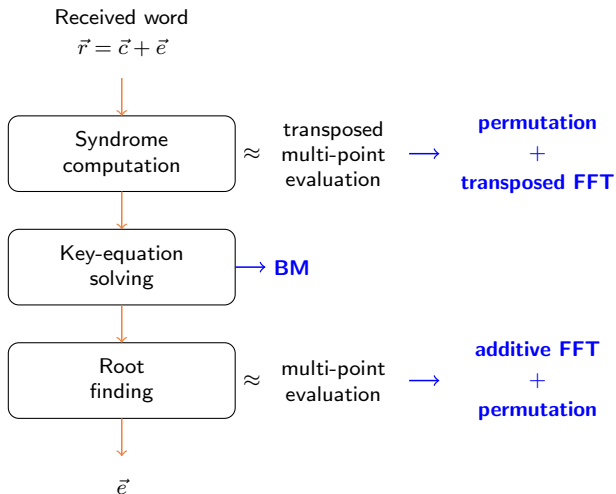 Received word
r⃗ = c⃗ + e⃗
Syndrome
computation
≈
transposed
multi-point
evaluation
permutation
+
transposed FFT
Key-equation
solving
BM
Root
finding
≈
multi-point
evaluation
additive FFT
+
permutation
e⃗